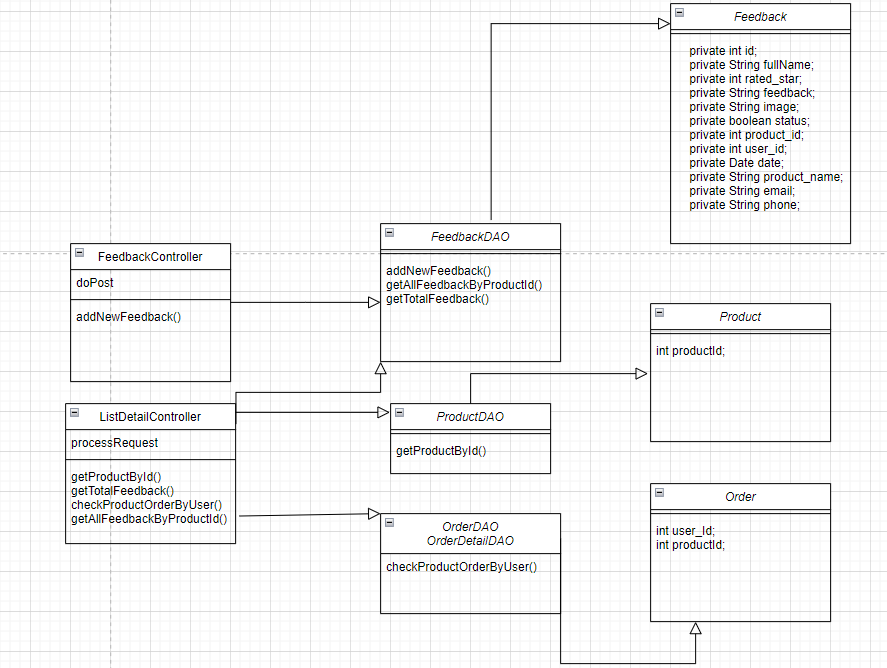 Feedback
private int id;
private String fullName;
private int rated_star;
private String feedback;
private String image;
private boolean status;
private int product_id;
private int user_id;
private Date date;
private String product_name;
private String email;
private String phone;
FeedbackController
doPost
addNewFeedback()
FeedbackDAO
addNewFeedback()
getAllFeedbackByProductId()
getTotalFeedback()
Product
int productId;
ListDetailController
processRequest
getProductById()
getTotalFeedback()
checkProductOrderByUser()
getAllFeedbackByProductId()
ProductDAO
getProductById()
OrderDAO
OrderDetailDAO
checkProductOrderByUser()
Order
int user_Id;
int productId;